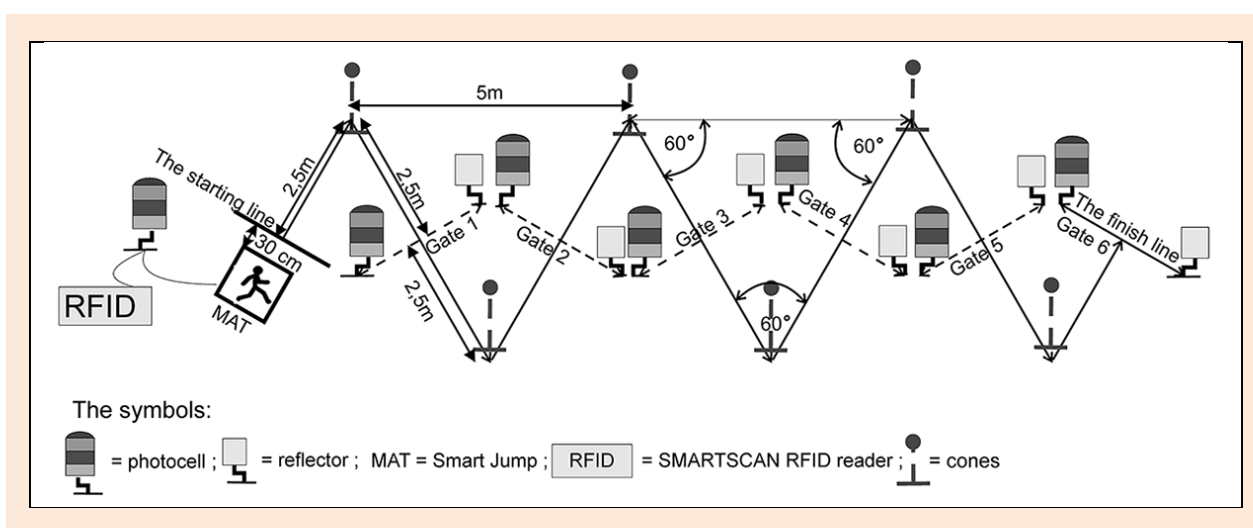 5m
60°
60°
2,5m
2,5m
The starting line
Gate 1
Gate 2
Gate 3
Gate 4
Gate 5
Gate 6
The finish line
30 cm
2,5m
60°
RFID
MAT
The symbols:
= photocell ; = reflector ; MAT = Smart Jump ; RFID = SMARTSCAN RFID reader ; = cones